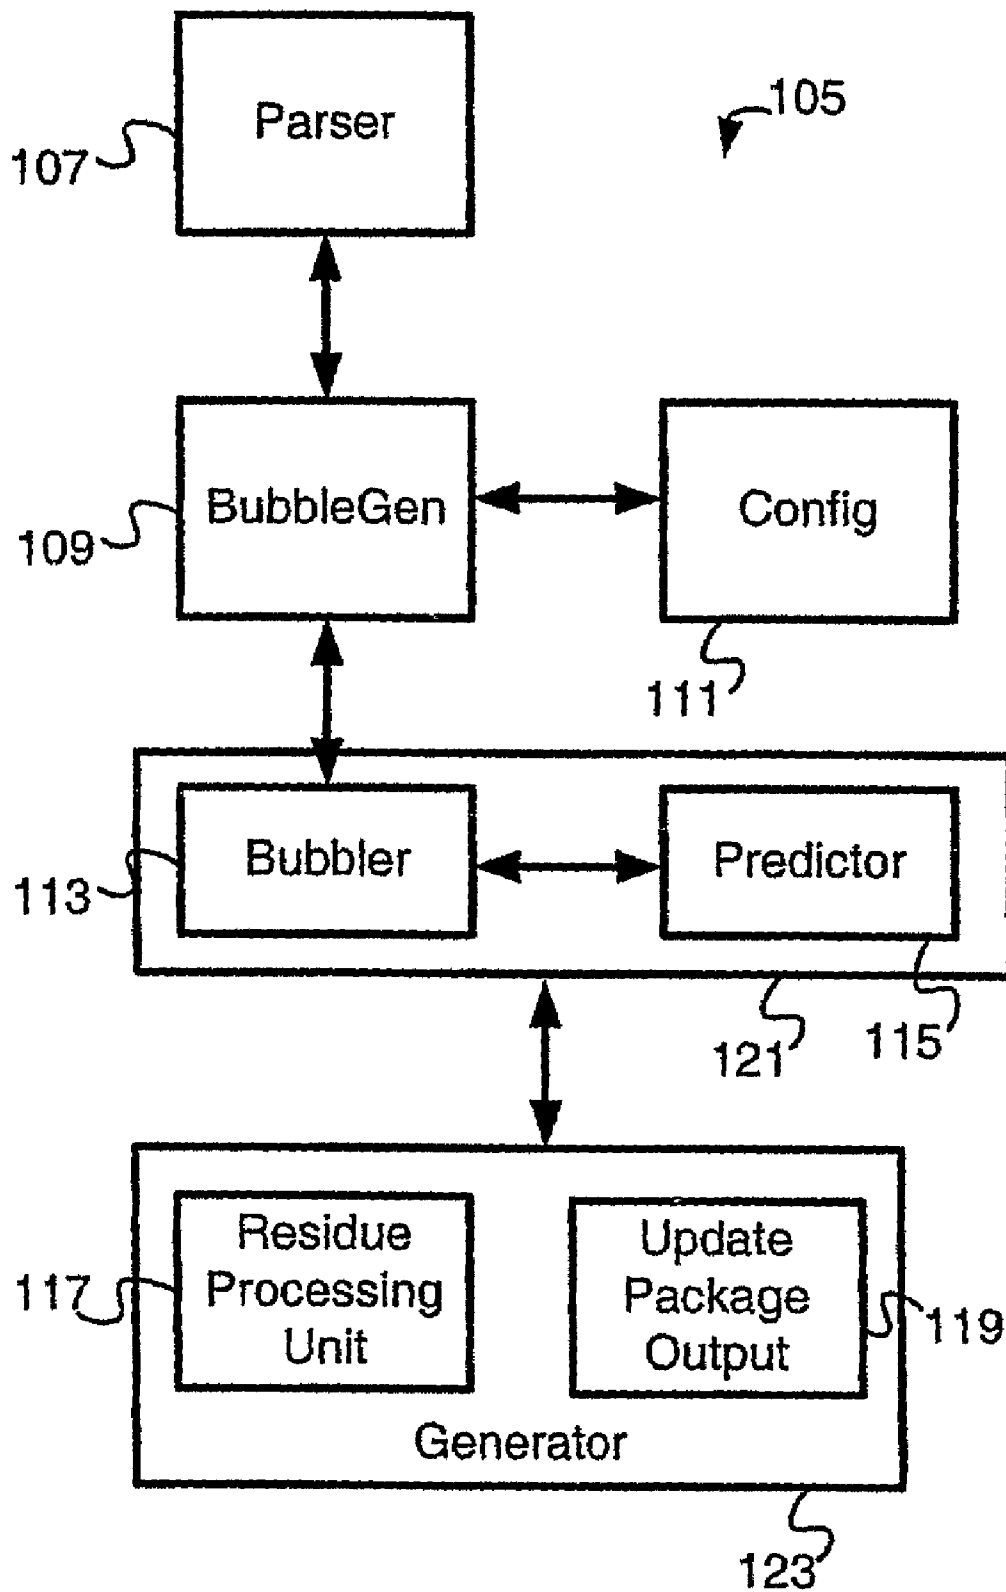 Parser
105
107
BubbleGen
Config
109
111
Bubbler
Predictor
113
121
115
Residue
Processing
Unit
117
Update
Package
Output
119
Generator
123